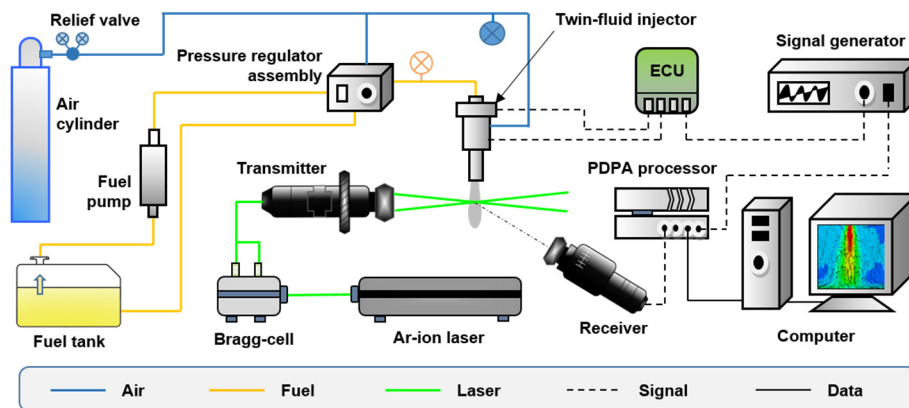 Relief valve
Twin-fluid injector
Pressure regulator
assembly
ECU
Signal generator
Air
cylinder
Fuel
pump
Transmitter
PDPA processor
Fuel tank
Bragg-cell
Ar-ion laser
Receiver
Computer
Air
Fuel
Laser
Signal
Data